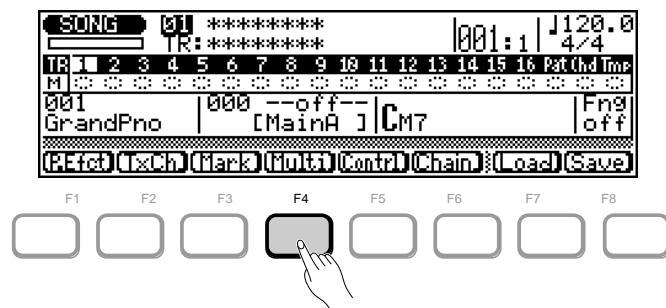 SONG 01 ******** 001:1 ♩120.0
TR:******** 4/4
TR 1 2 3 4 5 6 7 8 9 10 11 12 13 14 15 16 Pat Chd Tmp
M
001 000 --off-- CM7 Fng
GrandPno [MainA ] off
P.Efct TxCh Mark Multi Contrl Chain Load Save
F1 F2 F3 F4 F5 F6 F7 F8